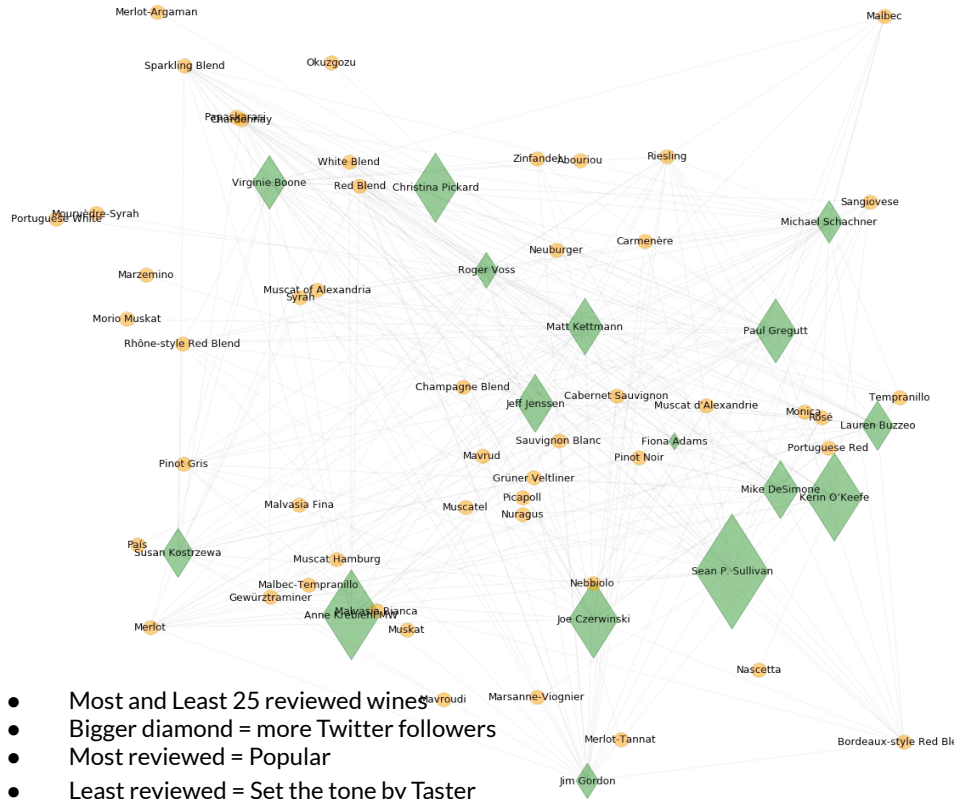 Merlot-Argaman
Malbec
Sparkling Blend
Okuzgozu
Chardonnay
White Blend
Zinfandel
Abouriou
Riesling
Virginie Boone
Red Blend
Christina Pickard
Sangiovese
Mourvèdre-Syrah
Portuguese White
Michael Schachner
Neuburger
Carmenère
Roger Voss
Marzemino
Muscat of Alexandria
Syrah
Morio Muskat
Matt Kettmann
Paul Gregutt
Rhône-style Red Blend
Champagne Blend
Cabernet Sauvignon
Tempranillo
Jeff Jenssen
Muscat d'Alexandrie
Monica
Rosé
Lauren Buzzeo
Sauvignon Blanc
Fiona Adams
Portuguese Red
Mavrud
Pinot Noir
Pinot Gris
Grüner Veltliner
Mike DeSimone
Kerin O'Keefe
Picapoll
Malvasia Fina
Muscatel
Nuragus
País
Susan Kostrzewa
Muscat Hamburg
Sean P. Sullivan
Malbec-Tempranillo
Nebbiolo
Gewürztraminer
Malvasia Bianca
Anne Krebiehl MW
Joe Czerwinski
Merlot
Muskat
Nascetta
Mavroudi
Marsanne-Viognier
Merlot-Tannat
Bordeaux-style Red Ble
Jim Gordon
● Most and Least 25 reviewed wines
● Bigger diamond = more Twitter followers
● Most reviewed = Popular
● Least reviewed = Set the tone by Taster